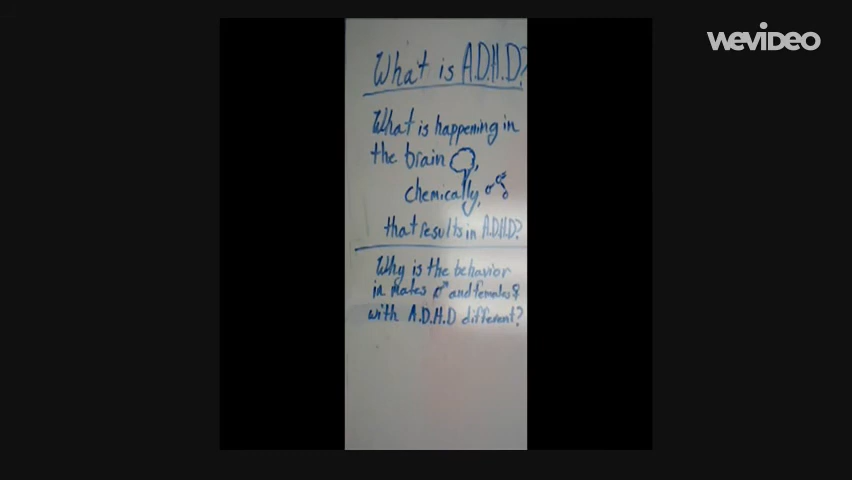 WEVIDEO
What is A.D.H.D?
What is happening in
the brain,
chemically,
that results in A.D.H.D?
Why is the behavior
in males ♂ and females ♀
with A.D.H.D different?